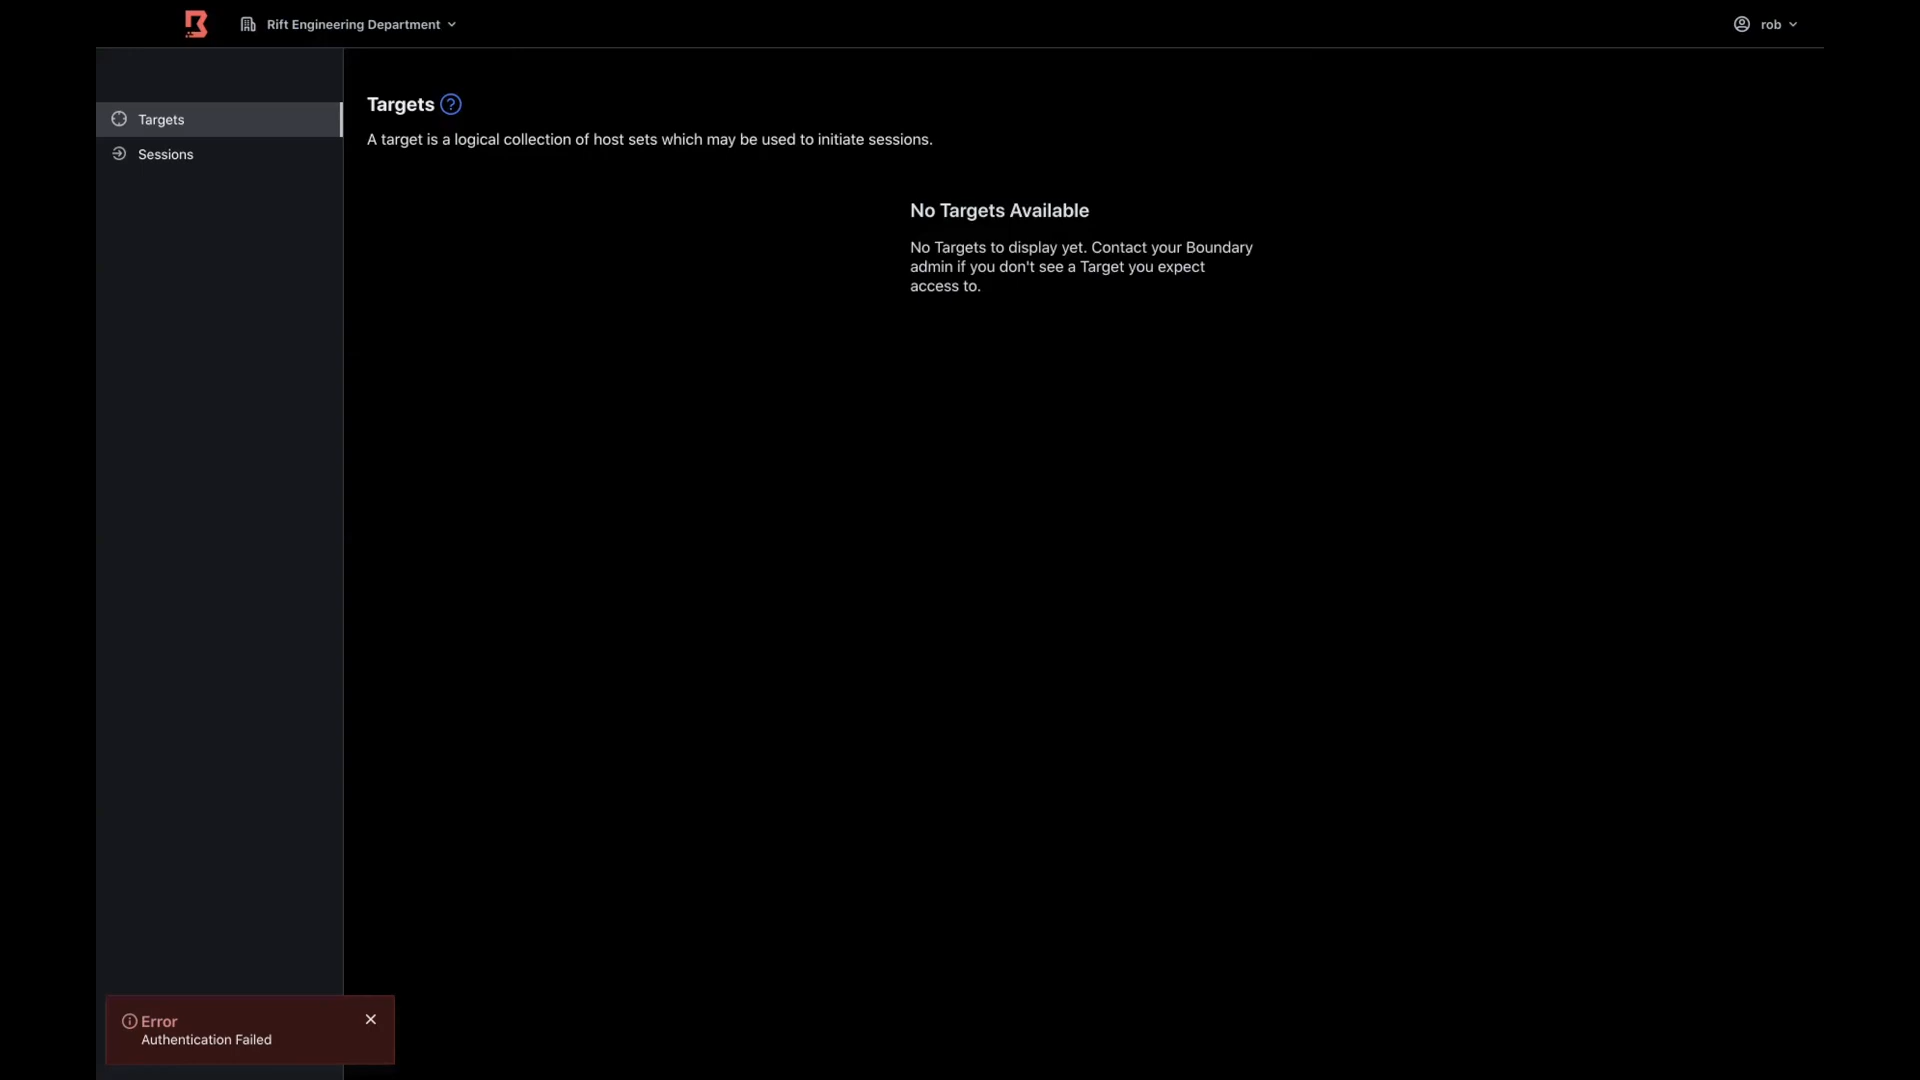 Rift Engineering Department
rob
Targets
Sessions
Targets ?
A target is a logical collection of host sets which may be used to initiate sessions.
No Targets Available
No Targets to display yet. Contact your Boundary
admin if you don't see a Target you expect
access to.
Error
Authentication Failed